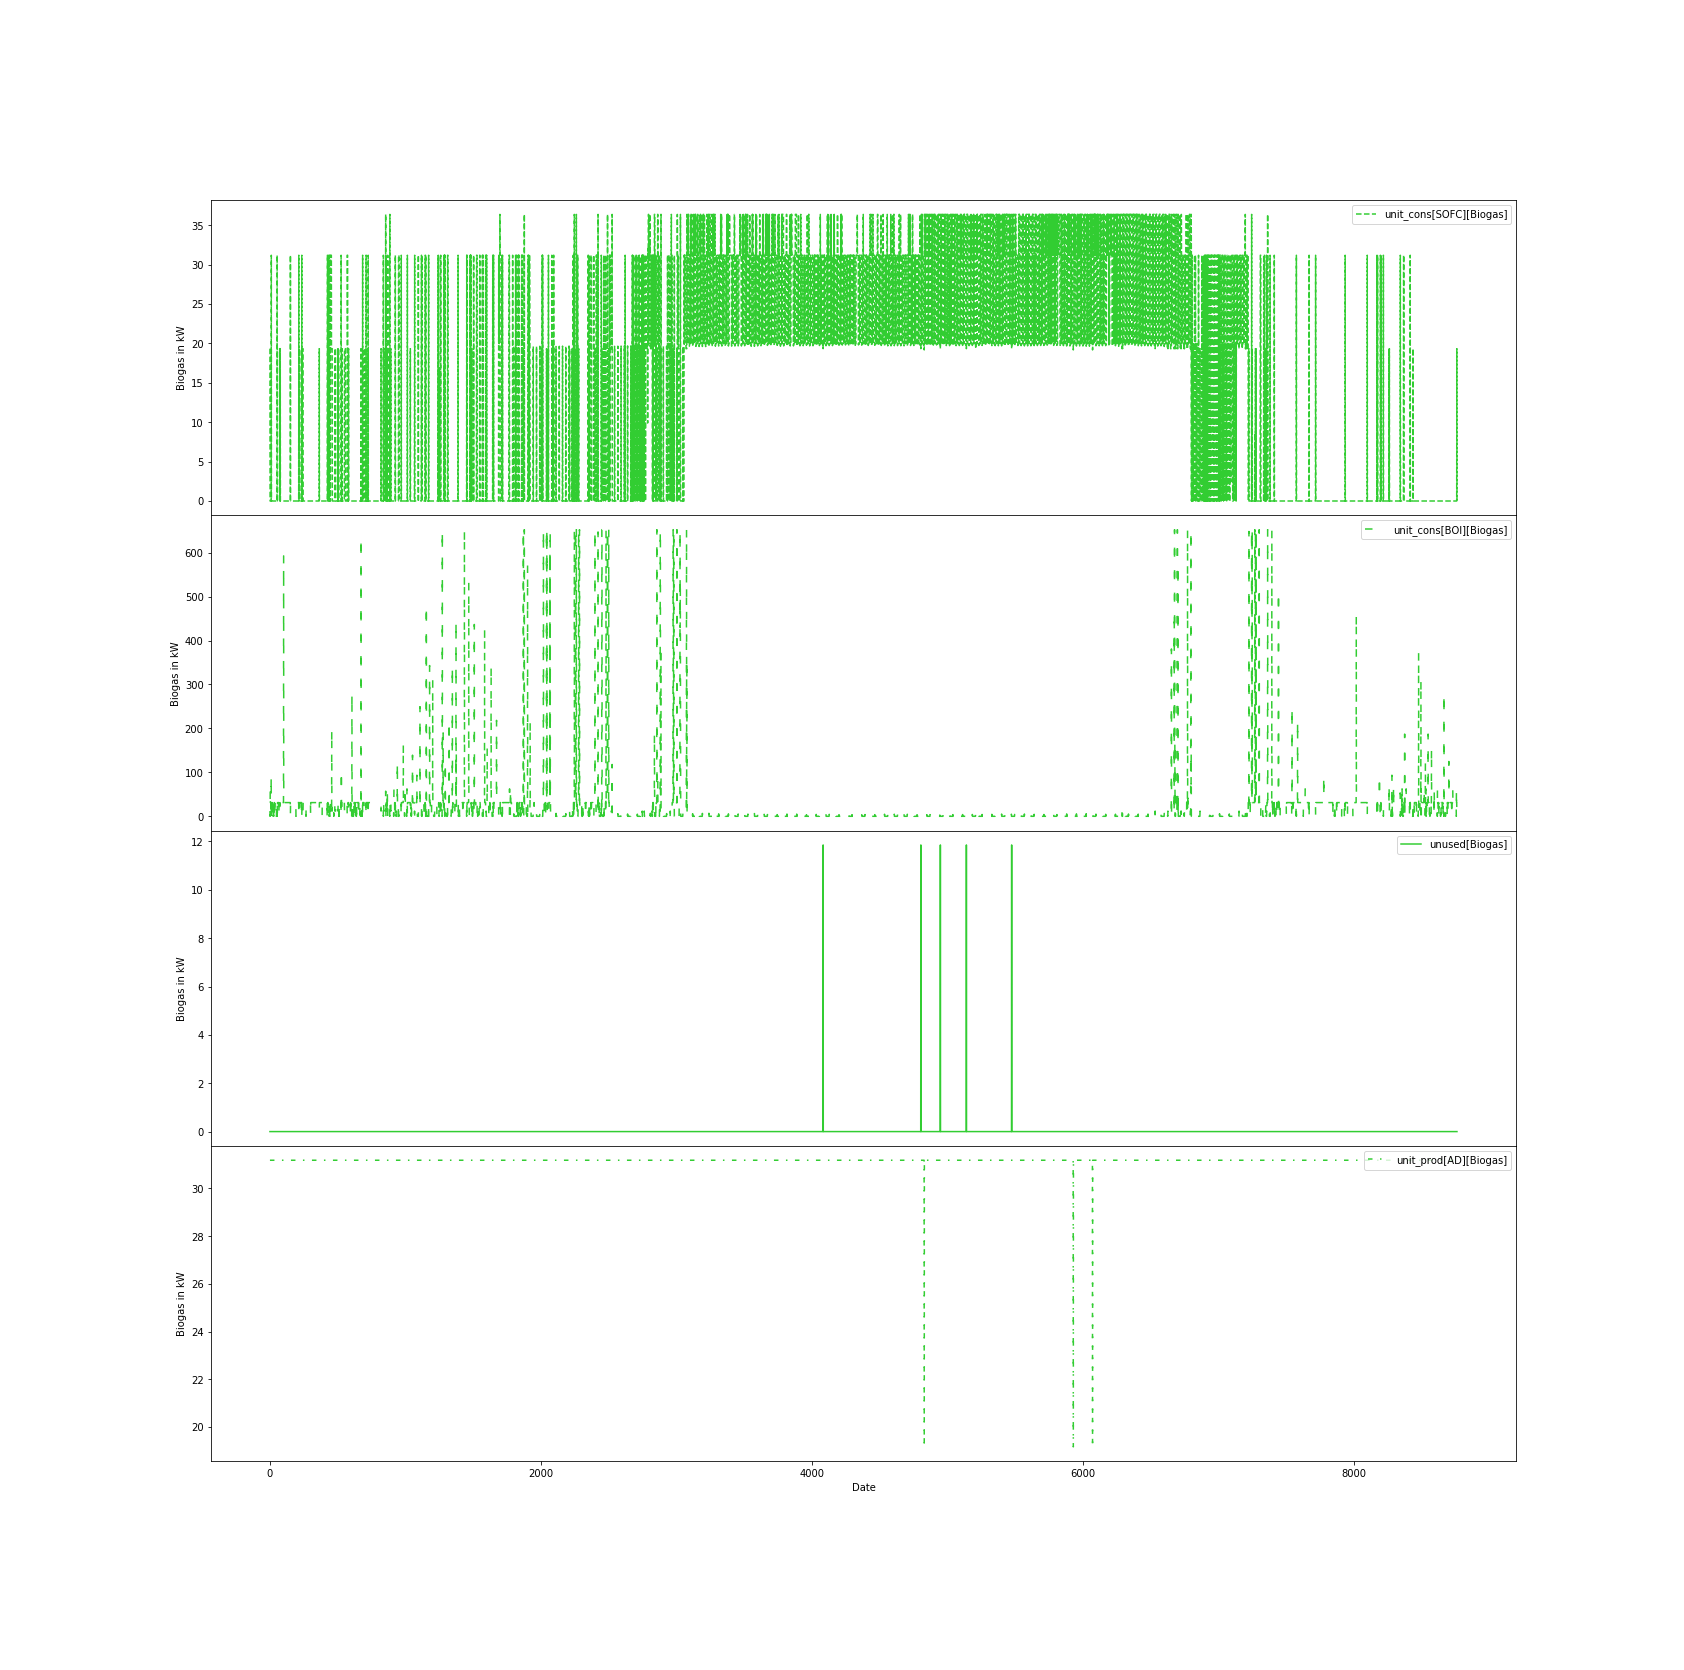 unit_cons[SOFC][Biogas]
35
30
25
20
15
10
5
0
Biogas in kW
unit_cons[BOI][Biogas]
600
500
400
300
200
100
0
Biogas in kW
unused[Biogas]
12
10
8
6
4
2
0
Biogas in kW
unit_prod[AD][Biogas]
30
28
26
24
22
20
Biogas in kW
0 2000 4000 6000 8000
Date